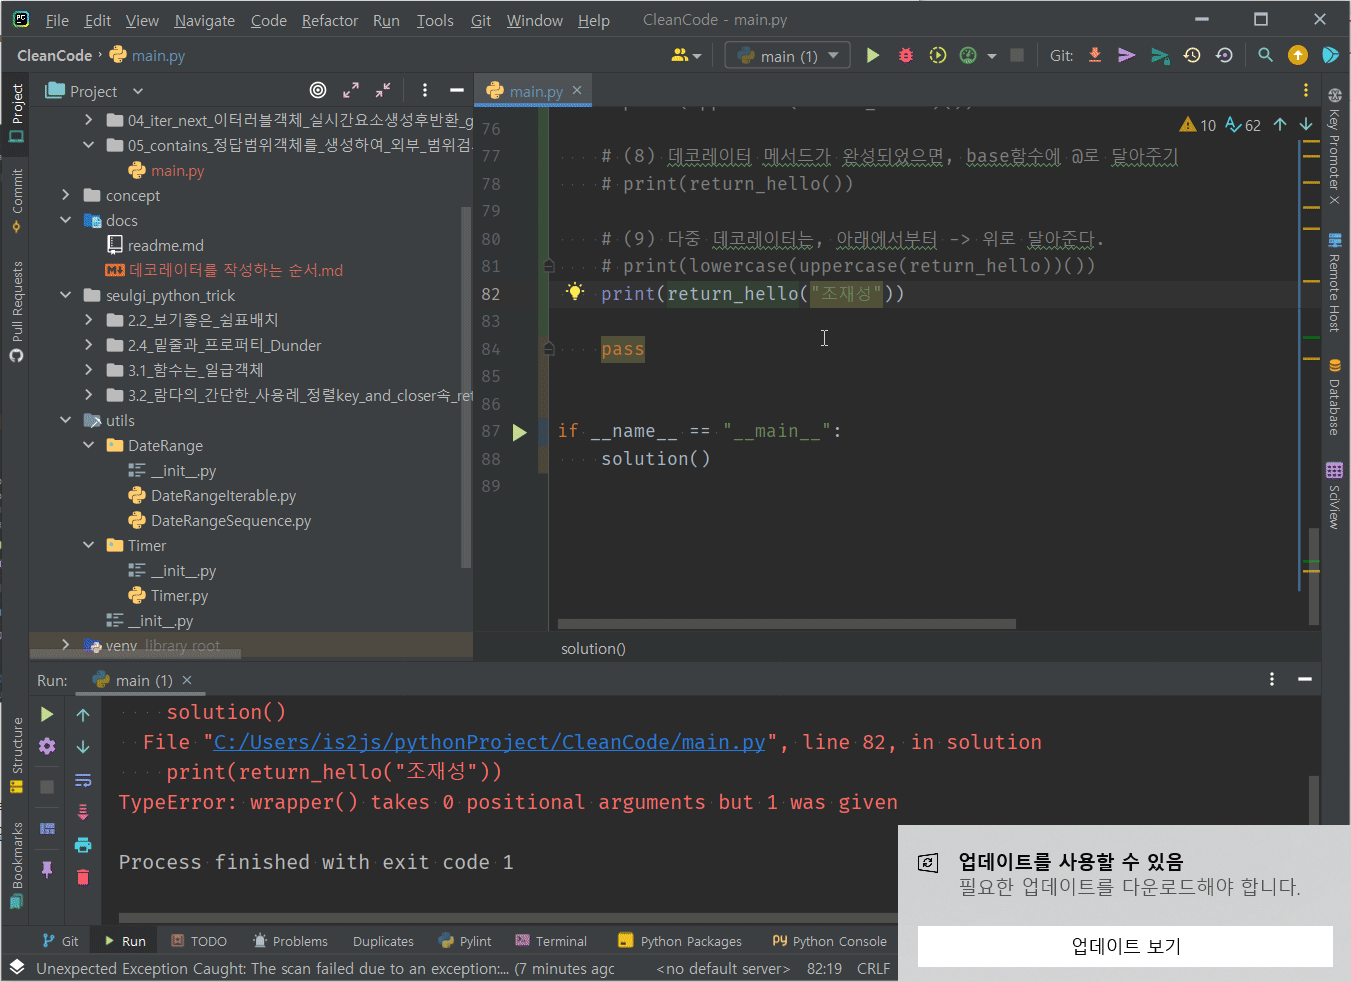 File Edit View Navigate Code Refactor Run Tools Git Window Help CleanCode - main.py
CleanCode › main.py
main (1)
Git:
Project
main.py
04_iter_next_이터러블객체_실시간요소생성후반환_g
05_contains_정답범위객체를_생성하여_외부_범위검
main.py
concept
docs
readme.md
데코레이터를 작성하는 순서.md
seulgi_python_trick
2.2_보기좋은_쉼표배치
2.4_밑줄과_프로퍼티_Dunder
3.1_함수는_일급객체
3.2_람다의_간단한_사용례_정렬key_and_closer속_ret
utils
DateRange
__init__.py
DateRangeIterable.py
DateRangeSequence.py
Timer
__init__.py
Timer.py
__init__.py
venv library root
10 62
76
77 # (8) 데코레이터 메서드가 완성되었으면, base함수에 @로 달아주기
78 # print(return_hello())
79
80 # (9) 다중 데코레이터는, 아래에서부터 -> 위로 달아준다.
81 # print(lowercase(uppercase(return_hello))())
82 print(return_hello("조재성"))
83
84 pass
85
86
87 if __name__ == "__main__":
88 solution()
89
solution()
Project
Commit
Pull Requests
Structure
Bookmarks
Key Promoter X
Remote Host
Database
SciView
Run: main (1)
solution()
File "C:/Users/is2js/pythonProject/CleanCode/main.py", line 82, in solution
print(return_hello("조재성"))
TypeError: wrapper() takes 0 positional arguments but 1 was given
Process finished with exit code 1
업데이트를 사용할 수 있음
필요한 업데이트를 다운로드해야 합니다.
업데이트 보기
Git Run TODO Problems Duplicates Pylint Terminal Python Packages Python Console
Unexpected Exception Caught: The scan failed due to an exception:... (7 minutes agc <no default server> 82:19 CRLF